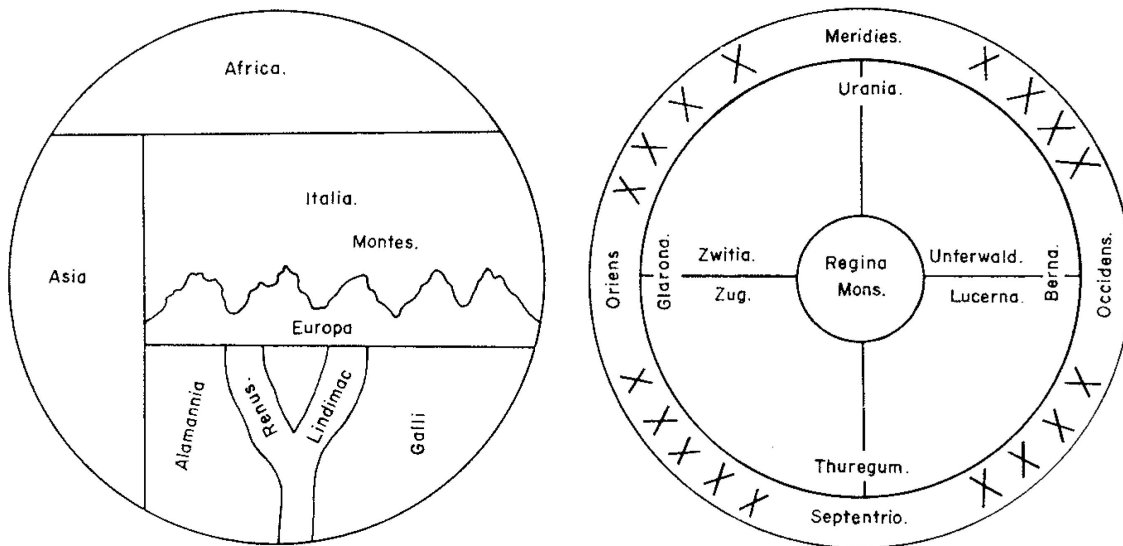 Africa.
Italia.
Montes.
Asia
Europa
Alamannia
Renus.
Lindimac
Galli
Meridies.
Urania.
Oriens
Glarona.
Zwitia.
Zug.
Regina
Mons.
Unterwald.
Lucerna.
Berna.
Occidens.
Thuregum.
Septentrio.